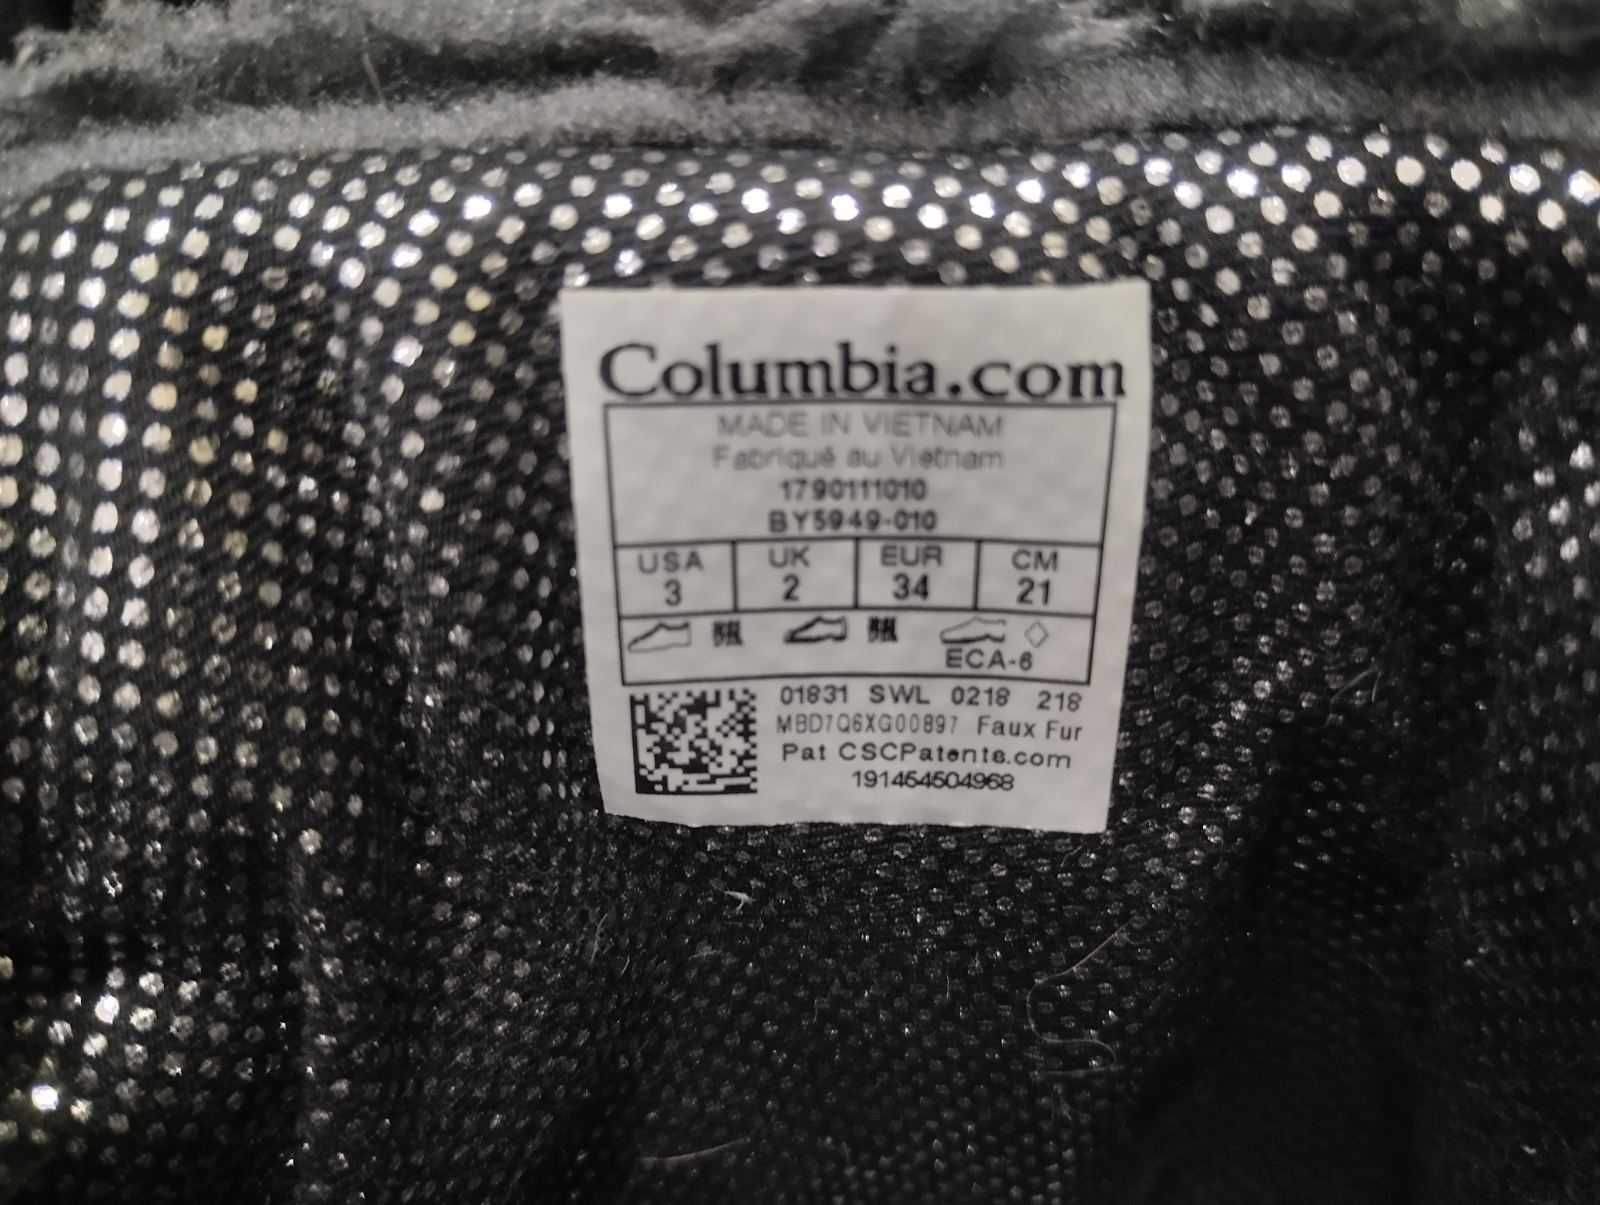 Columbia.com
MADE IN VIETNAM
Fabriqué au Vietnam
1790111010
BY5949-010
USA UK EUR CM
3 2 34 21
ECA-6
01831 SWL 0218 218
MBD7Q6XG00897 Faux Fur
Pat CSCPatents.com
191454504968